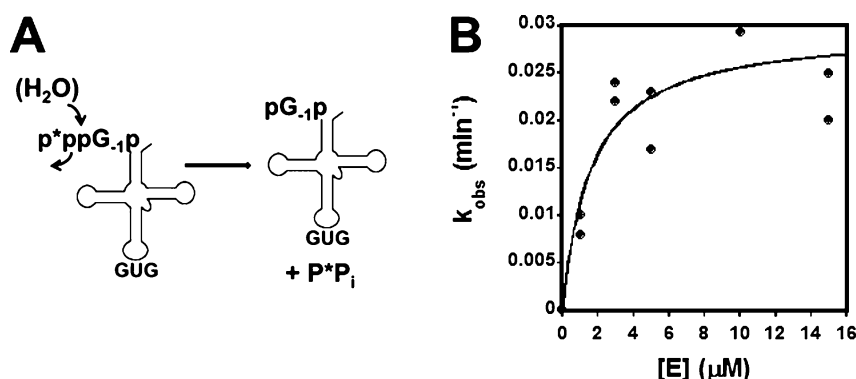 A
(H₂O)
p*ppG₋₁p
GUG
pG₋₁p
GUG
+ P*Pᵢ
B
0.03
0.025
0.02
0.015
0.01
0.005
0
k_obs (min⁻¹)
0 2 4 6 8 10 12 14 16
[E] (µM)